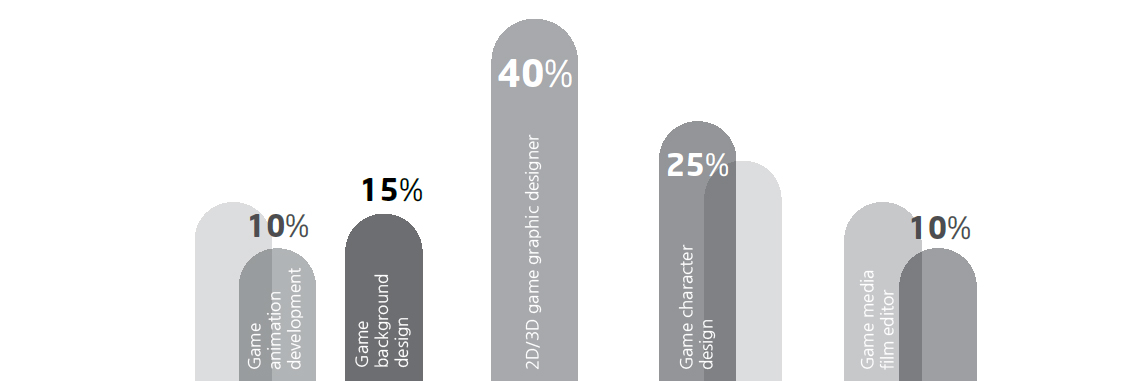 10%
Game
animation
development
15%
Game
background
design
40%
2D/3D game graphic designer
25%
Game character
design
10%
Game media
film editor